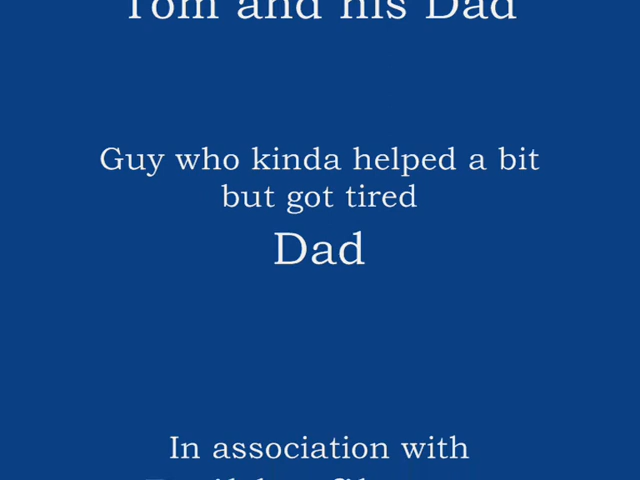 Tom and his Dad
Guy who kinda helped a bit
but got tired
Dad
In association with